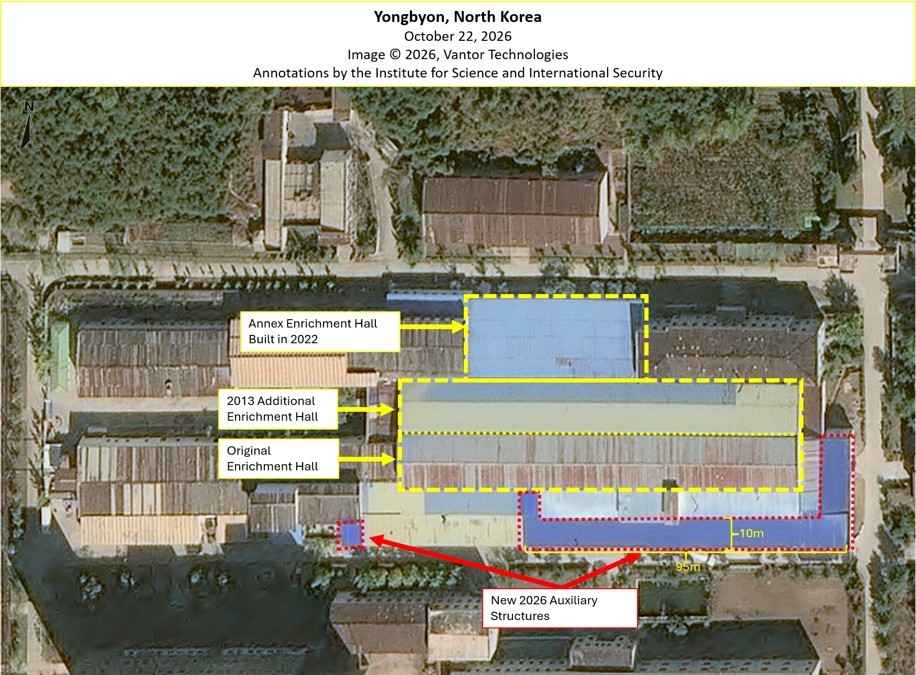 Yongbyon, North Korea
October 22, 2026
Image © 2026, Vantor Technologies
Annotations by the Institute for Science and International Security
N
Annex Enrichment Hall
Built in 2022
2013 Additional
Enrichment Hall
Original
Enrichment Hall
10m
95m
New 2026 Auxiliary
Structures